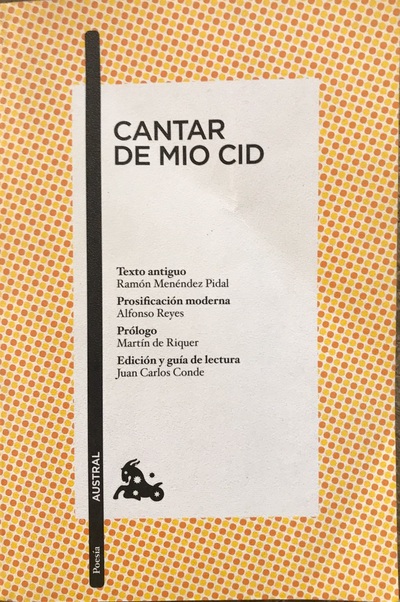 CANTAR
DE MIO CID
Texto antiguo
Ramón Menéndez Pidal
Prosificación moderna
Alfonso Reyes
Prólogo
Martín de Riquer
Edición y guía de lectura
Juan Carlos Conde
AUSTRAL
Poesía